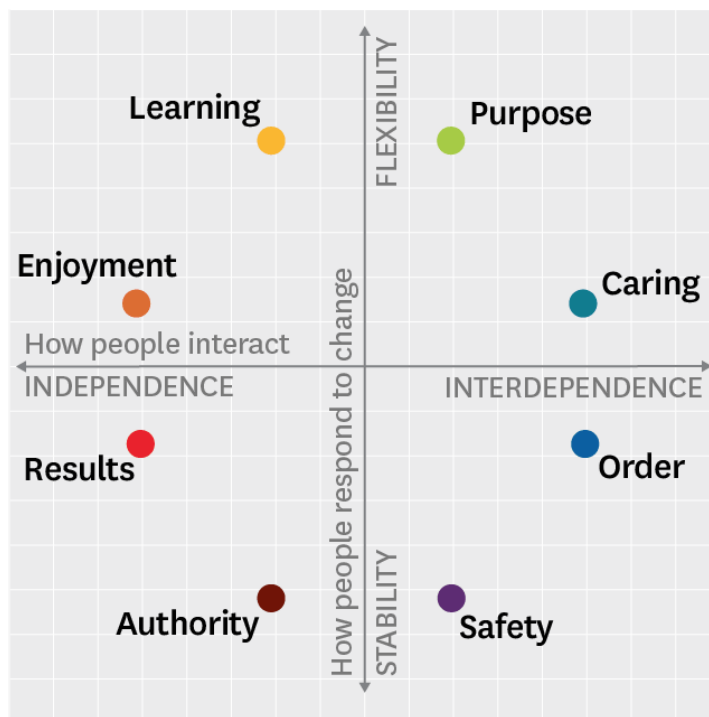 FLEXIBILITY
Learning
Purpose
Enjoyment
Caring
How people interact
INDEPENDENCE
INTERDEPENDENCE
How people respond to change
Results
Order
STABILITY
Authority
Safety